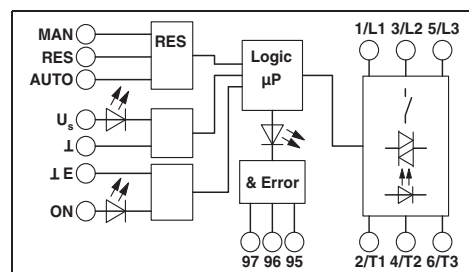 MAN
RES
AUTO
RES
Us
⊥
⊥ E
ON
Logic
µP
& Error
97 96 95
1/L1 3/L2 5/L3
2/T1 4/T2 6/T3